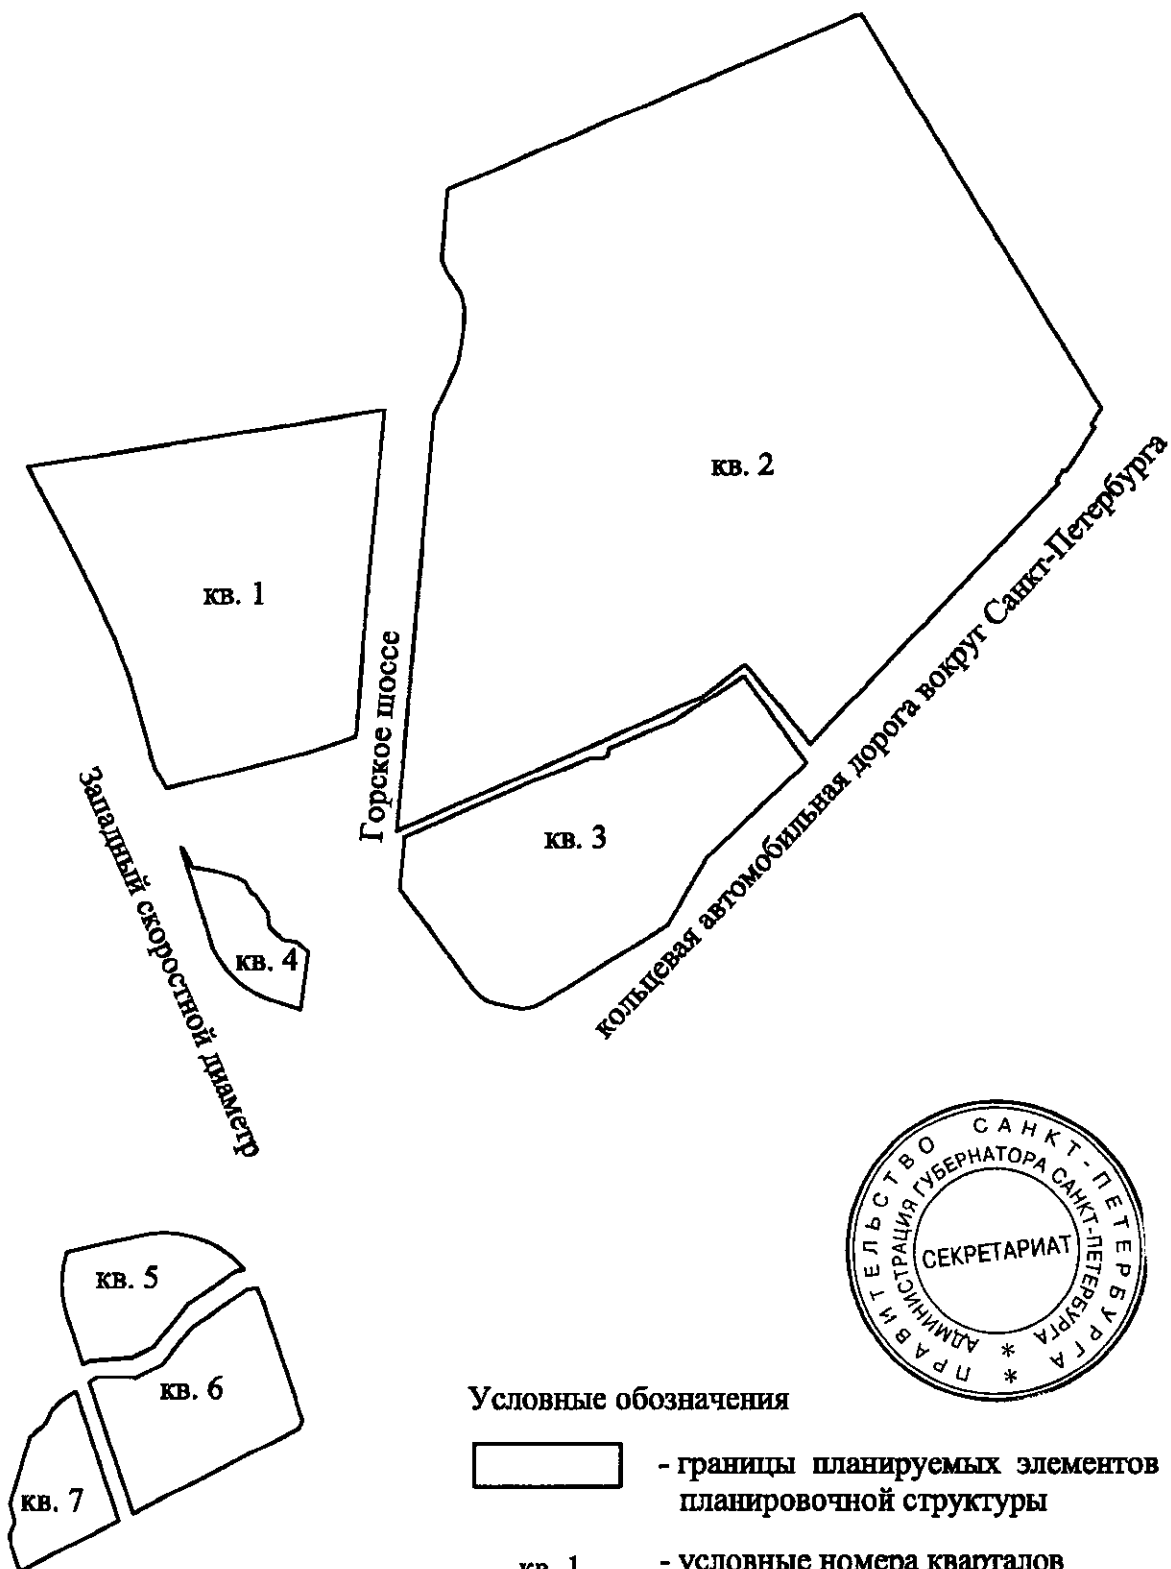 кв. 2
кв. 1
Горское шоссе
кольцевая автомобильная дорога вокруг Санкт-Петербурга
кв. 3
Западный скоростной диаметр
кв. 4
ПРАВИТЕЛЬСТВО САНКТ-ПЕТЕРБУРГА *
АДМИНИСТРАЦИЯ ГУБЕРНАТОРА САНКТ-ПЕТЕРБУРГА *
СЕКРЕТАРИАТ
кв. 5
кв. 6
кв. 7
Условные обозначения
- границы планируемых элементов
планировочной структуры
кв. 1 - условные номера кварталов